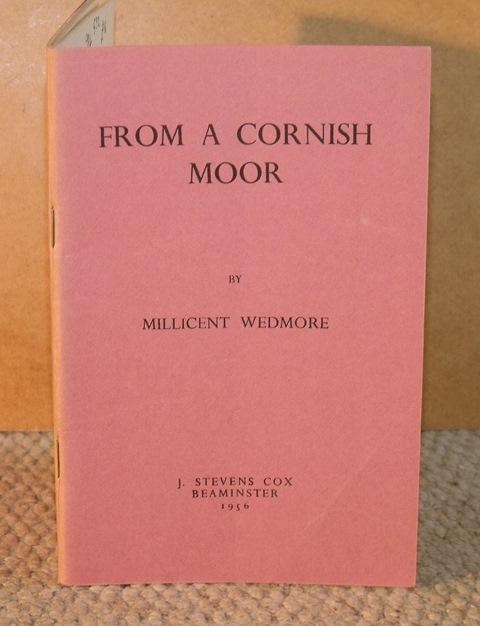 FROM A CORNISH
MOOR
BY
MILLICENT WEDMORE
J. STEVENS COX
BEAMINSTER
1956